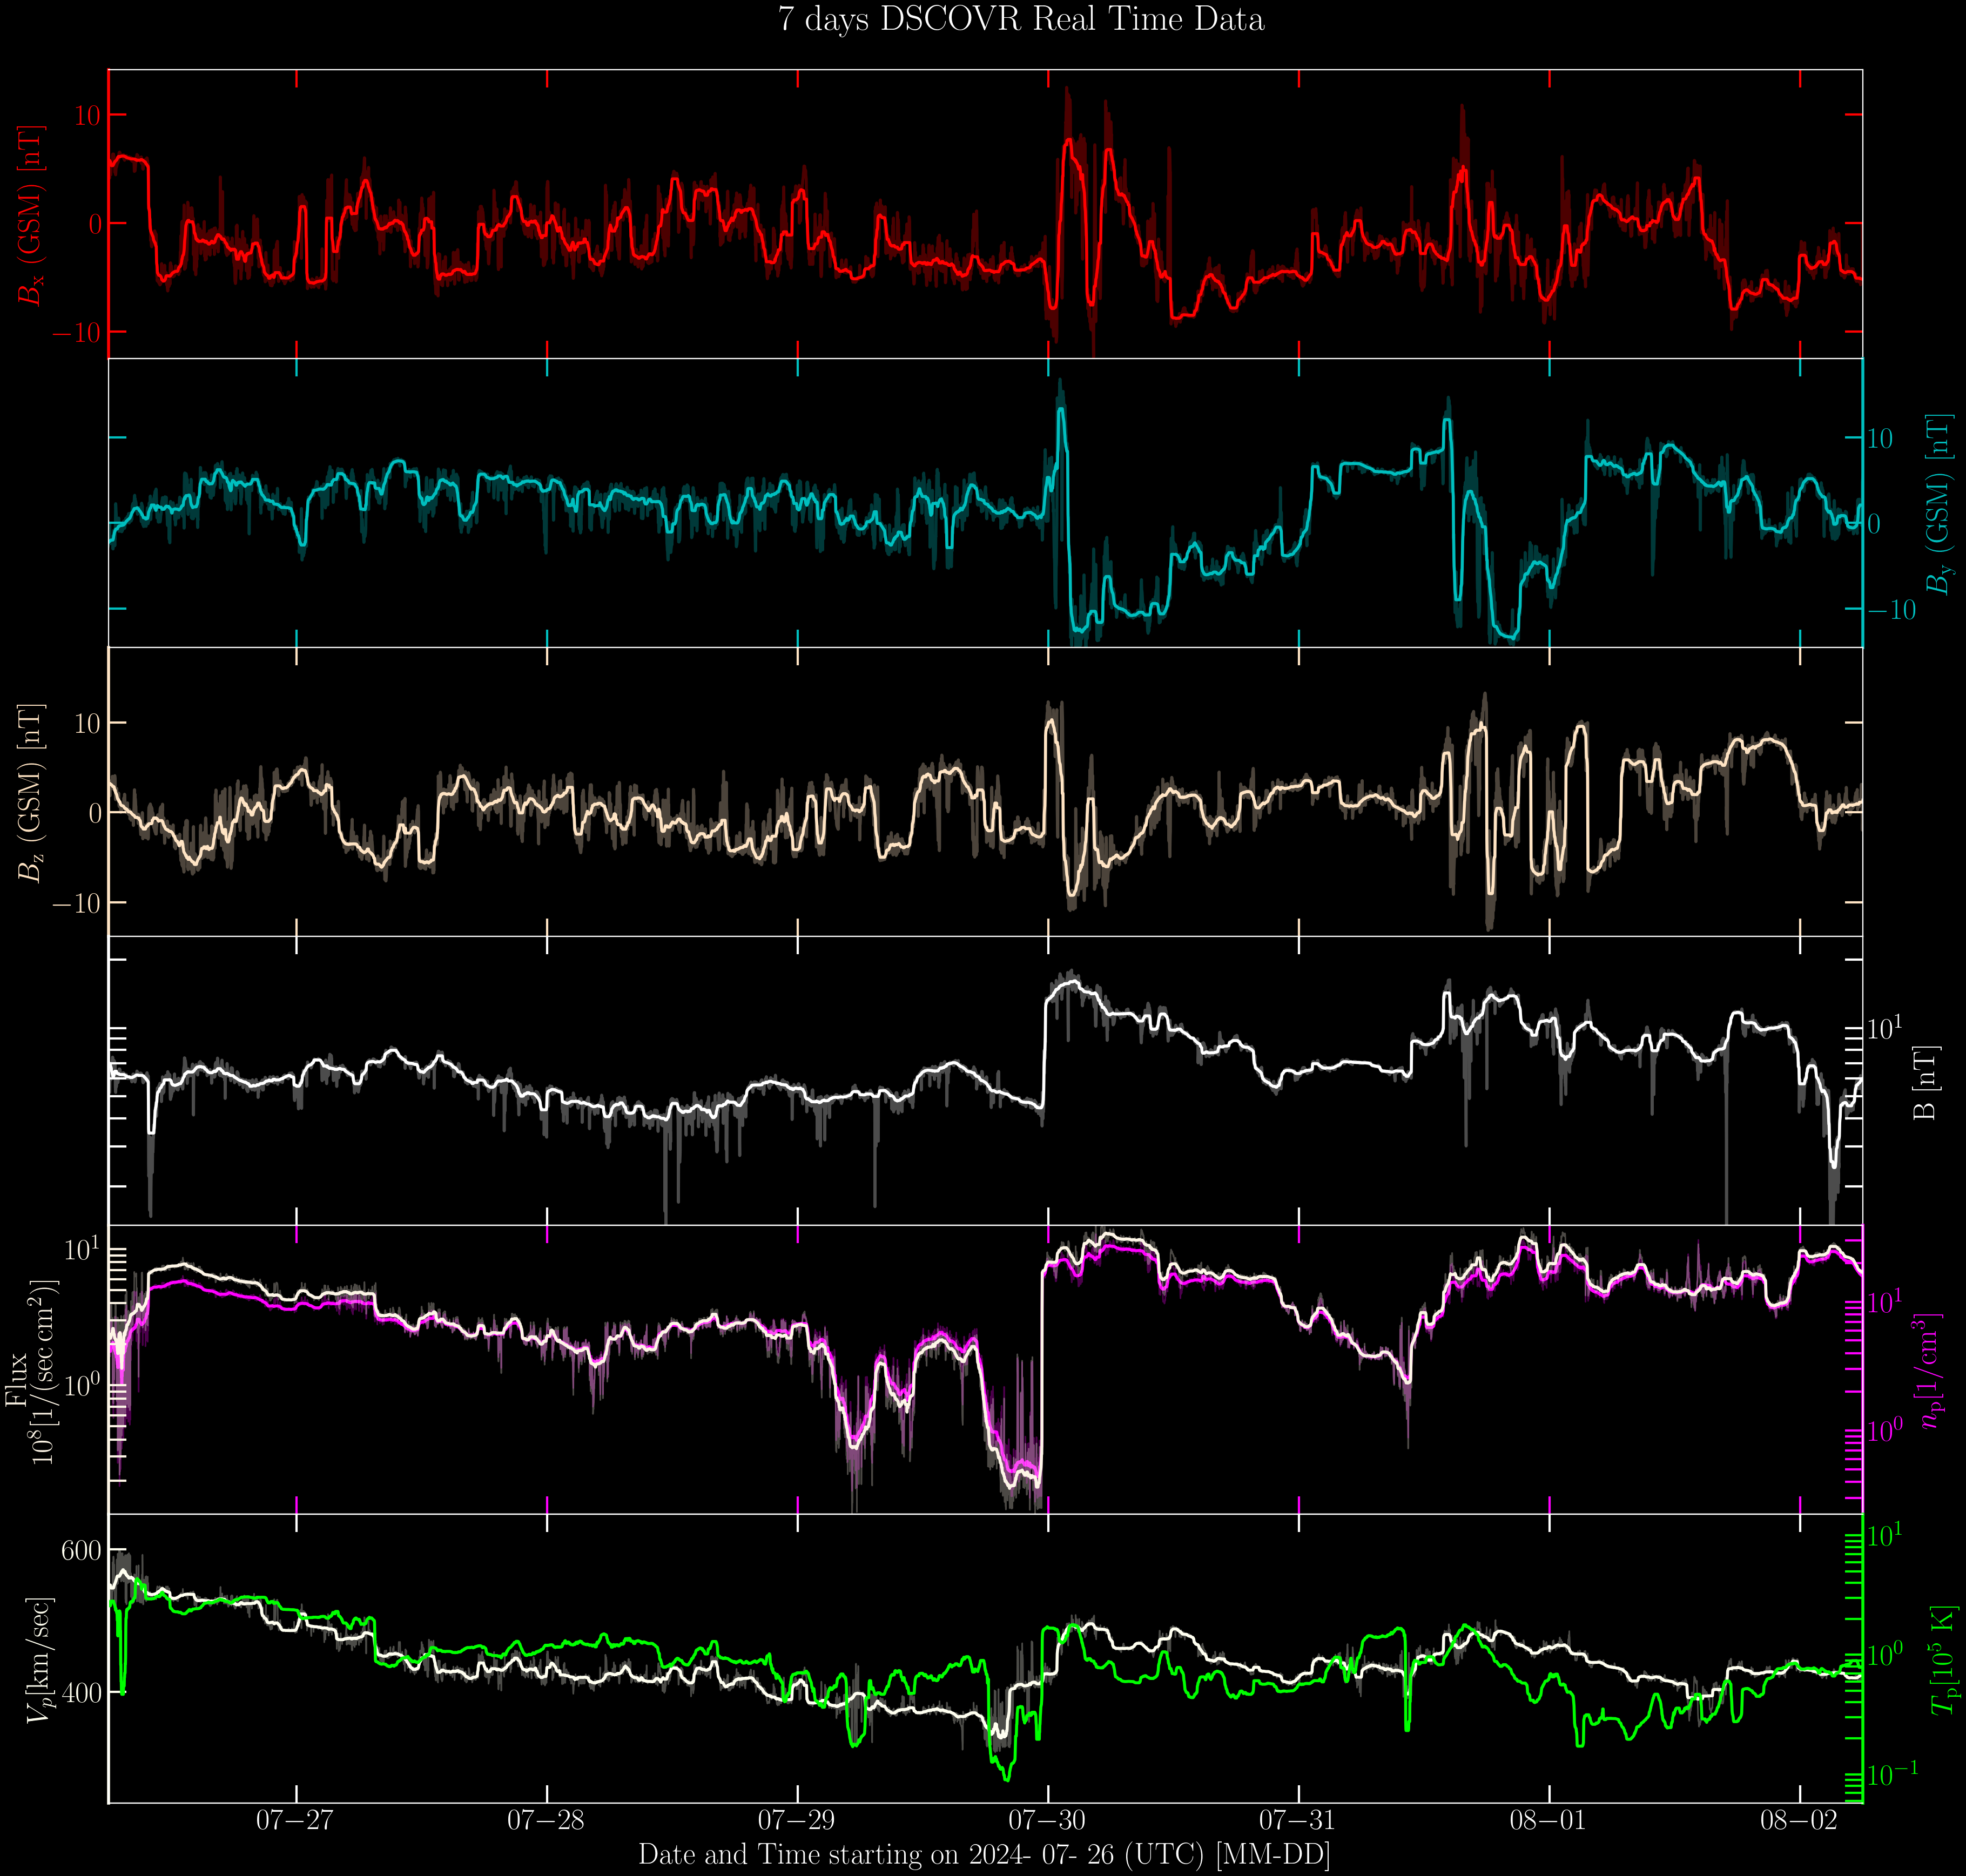 7 days DSCOVR Real Time Data
10
0
−10
Bx (GSM) [nT]
10
0
−10
By (GSM) [nT]
10
0
−10
Bz (GSM) [nT]
10¹
B [nT]
10¹
10⁰
Flux
10⁸[1/(sec cm²)]
10¹
10⁰
np[1/cm³]
600
400
Vp[km/sec]
10¹
10⁰
10⁻¹
Tp[10⁵ K]
07−27 07−28 07−29 07−30 07−31 08−01 08−02
Date and Time starting on 2024- 07- 26 (UTC) [MM-DD]